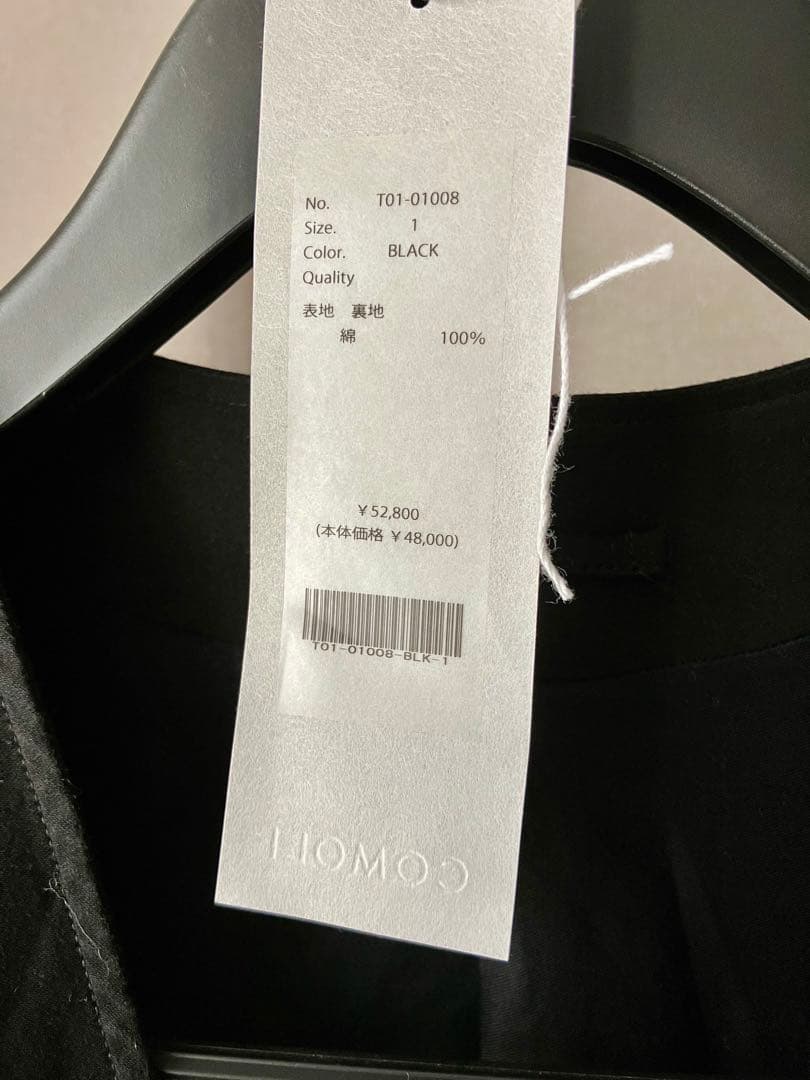 No. T01-01008
Size. 1
Color. BLACK
Quality
表地 裏地
綿 100%
¥52,800
(本体価格 ¥48,000)
T01-01008-BLK-1
COMOLI